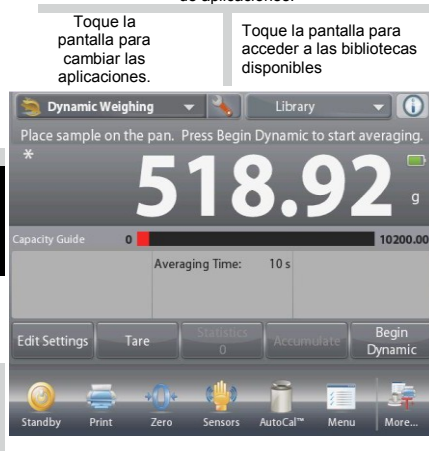 de aplicaciones.
Toque la
pantalla para
cambiar las
aplicaciones.
Toque la pantalla para
acceder a las bibliotecas
disponibles
Dynamic Weighing
Library
Place sample on the pan. Press Begin Dynamic to start averaging.
*
518.92
g
Capacity Guide 0 10200.00
Averaging Time: 10 s
Edit Settings
Tare
Statistics
0
Accumulate
Begin
Dynamic
Standby
Print
Zero
Sensors
AutoCal™
Menu
More...